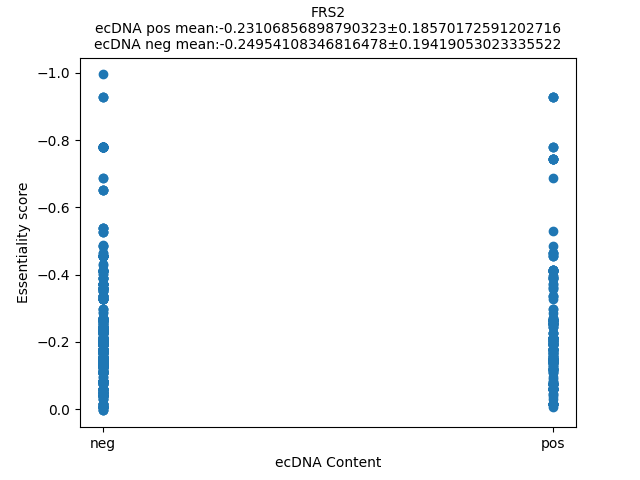 FRS2
ecDNA pos mean:-0.23106856898790323±0.18570172591202716
ecDNA neg mean:-0.24954108346816478±0.19419053023335522
−1.0
−0.8
−0.6
−0.4
−0.2
0.0
Essentiality score
neg
pos
ecDNA Content